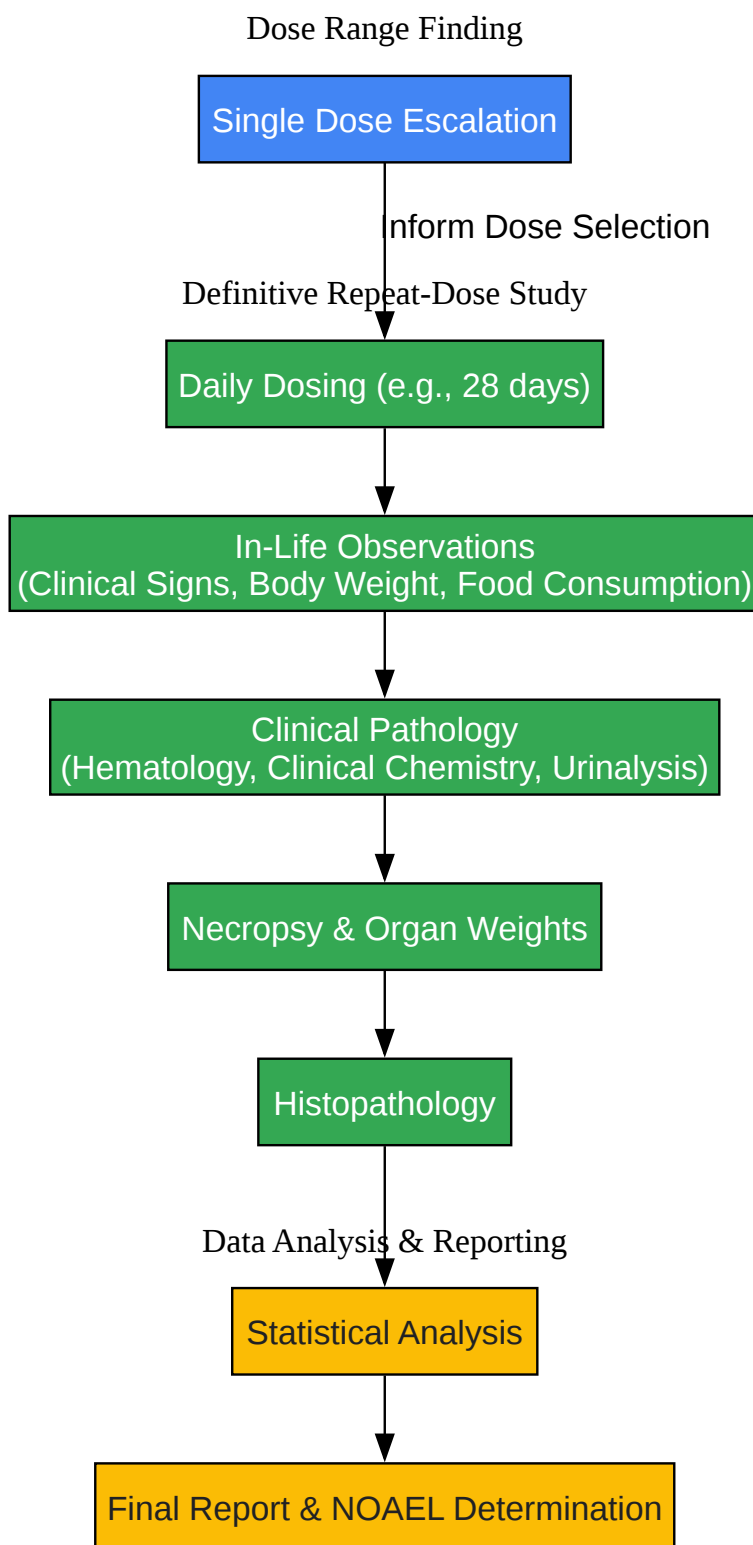 Dose Range Finding
Single Dose Escalation
Inform Dose Selection
Definitive Repeat-Dose Study
Daily Dosing (e.g., 28 days)
In-Life Observations
(Clinical Signs, Body Weight, Food Consumption)
Clinical Pathology
(Hematology, Clinical Chemistry, Urinalysis)
Necropsy & Organ Weights
Histopathology
Data Analysis & Reporting
Statistical Analysis
Final Report & NOAEL Determination